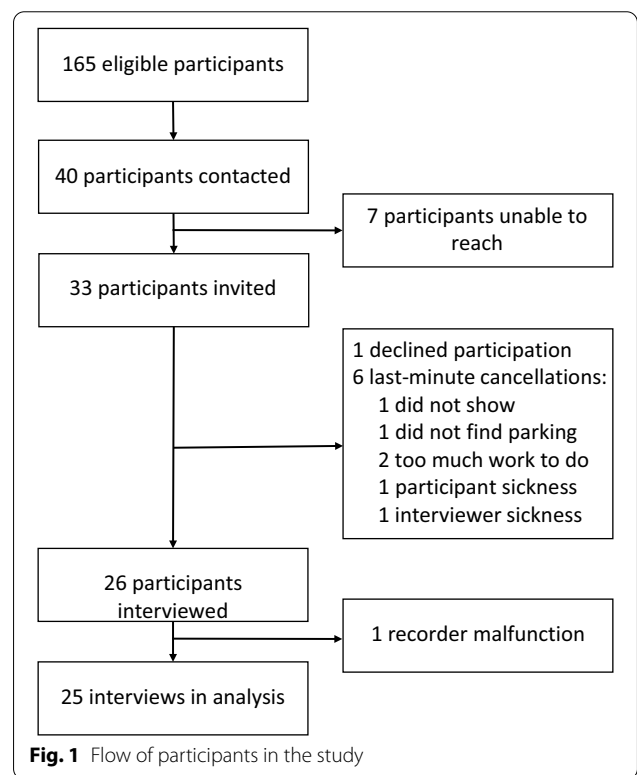 165 eligible participants
40 participants contacted
7 participants unable to
reach
33 participants invited
1 declined participation
6 last-minute cancellations:
1 did not show
1 did not find parking
2 too much work to do
1 participant sickness
1 interviewer sickness
26 participants
interviewed
1 recorder malfunction
25 interviews in analysis
Fig. 1 Flow of participants in the study